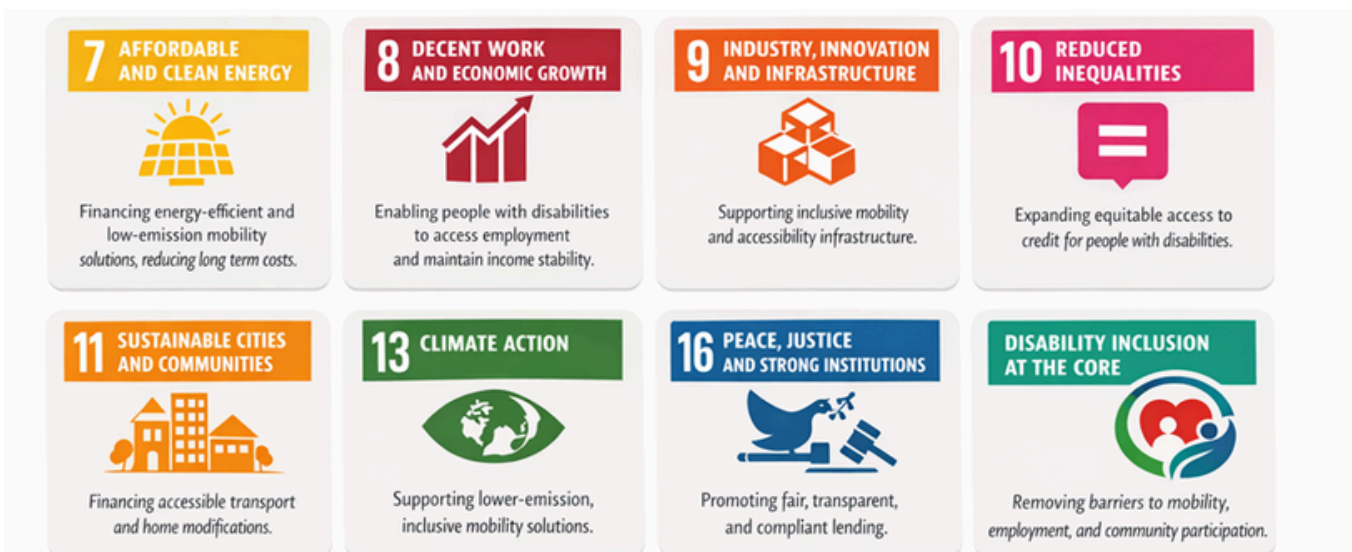 7 AFFORDABLE
AND CLEAN ENERGY
Financing energy-efficient and
low-emission mobility
solutions, reducing long term costs.
8 DECENT WORK
AND ECONOMIC GROWTH
Enabling people with disabilities
to access employment
and maintain income stability.
9 INDUSTRY, INNOVATION
AND INFRASTRUCTURE
Supporting inclusive mobility
and accessibility infrastructure.
10 REDUCED
INEQUALITIES
Expanding equitable access to
credit for people with disabilities.
11 SUSTAINABLE CITIES
AND COMMUNITIES
Financing accessible transport
and home modifications.
13 CLIMATE ACTION
Supporting lower-emission,
inclusive mobility solutions.
16 PEACE, JUSTICE
AND STRONG INSTITUTIONS
Promoting fair, transparent,
and compliant lending.
DISABILITY INCLUSION
AT THE CORE
Removing barriers to mobility,
employment, and community participation.